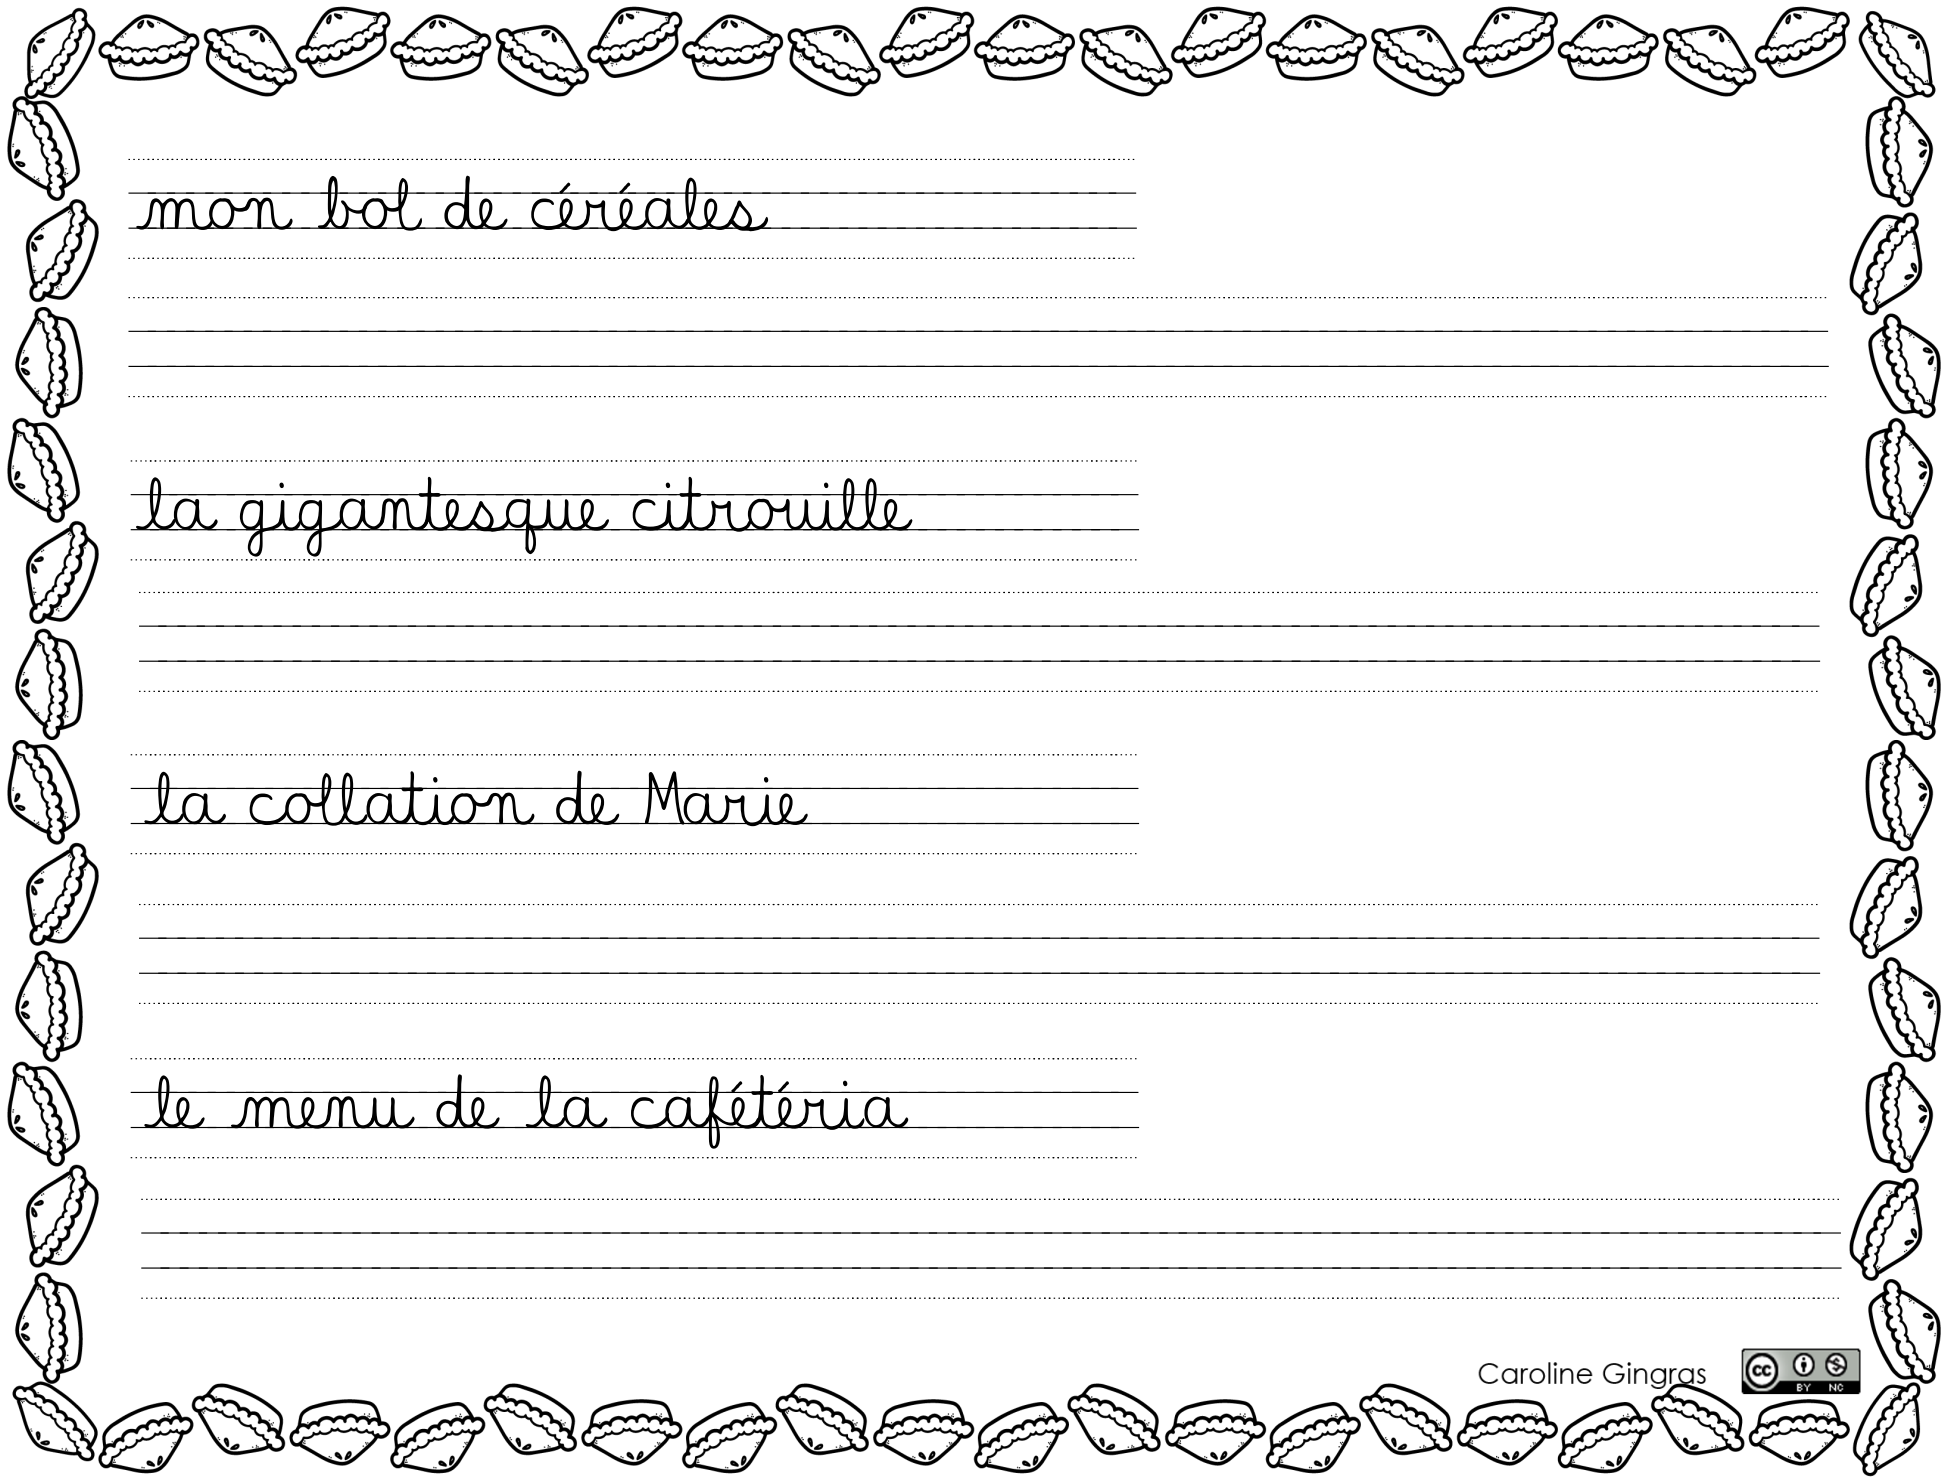 mon bol de céréales
la gigantesque citrouille
la collation de Marie
le menu de la cafétéria
Caroline Gingras
cc BY NC